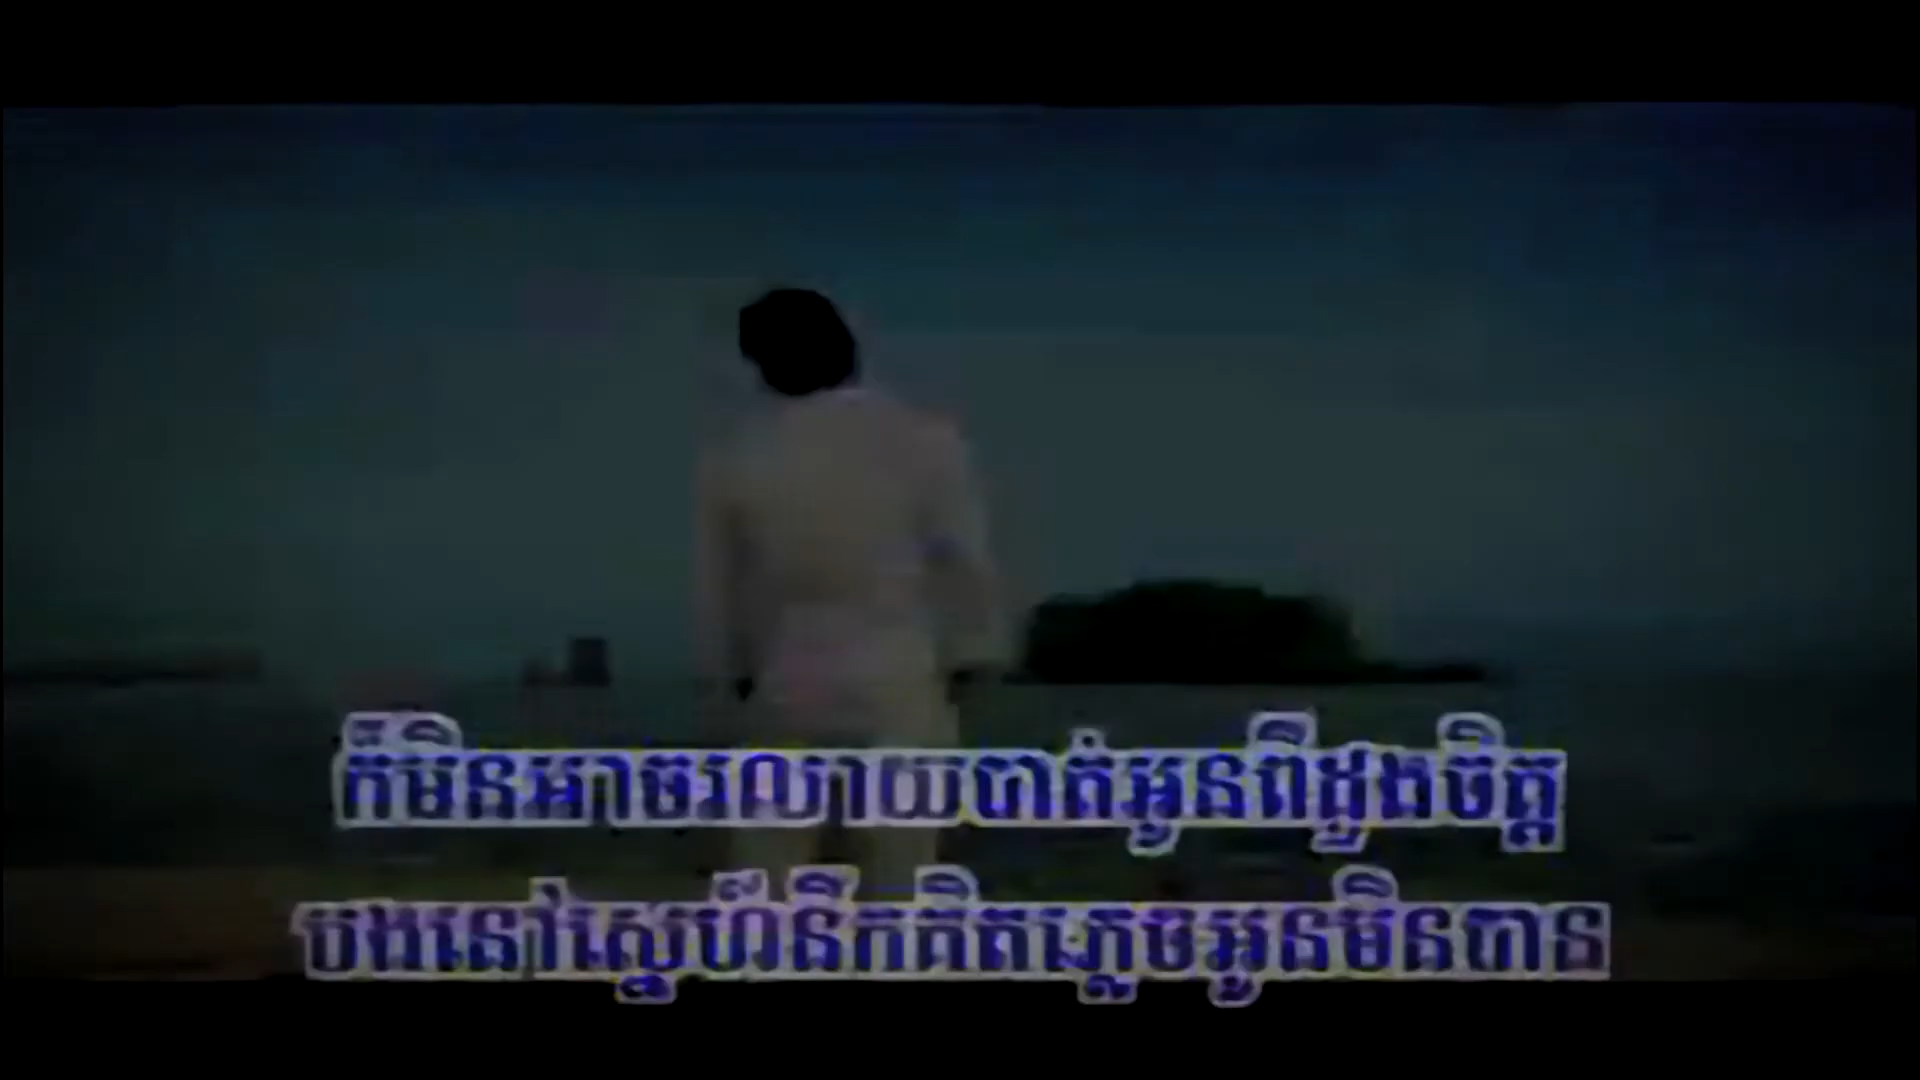 ក៏មិនអាចរលាយបាត់អូនពីដួងចិត្ត
បងនៅស្នេហ៍នឹកគិតភ្លេចអូនមិនបាន